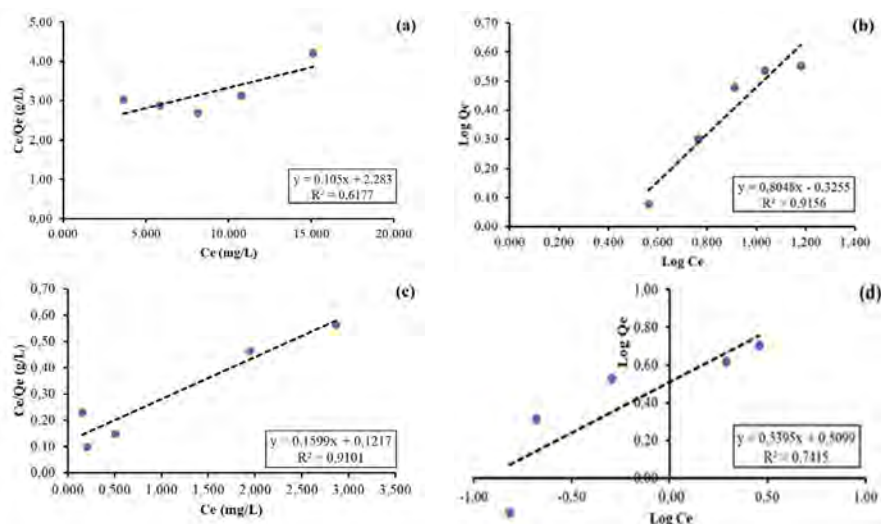 (a)
5,00
4,00
3,00
2,00
1,00
0,00
0,000 5,000 10,000 15,000 20,000
Ce/Qe (g/L)
Ce (mg/L)
y = 0,105x + 2,283
R² = 0,6177
(b)
0,70
0,60
0,50
0,40
0,30
0,20
0,10
0,00
0,000 0,200 0,400 0,600 0,800 1,000 1,200 1,400
Log Qe
Log Ce
y = 0,8048x - 0,3255
R² = 0,9156
(c)
0,70
0,60
0,50
0,40
0,30
0,20
0,10
0,00
0,000 0,500 1,000 1,500 2,000 2,500 3,000 3,500
Ce/Qe (g/L)
Ce (mg/L)
y = 0,1599x + 0,1217
R² = 0,9101
(d)
1,00
0,80
0,60
0,40
0,20
0,00
-1,00 -0,50 0,00 0,50 1,00
Log Qe
Log Ce
y = 0,5395x + 0,5099
R² = 0,7415